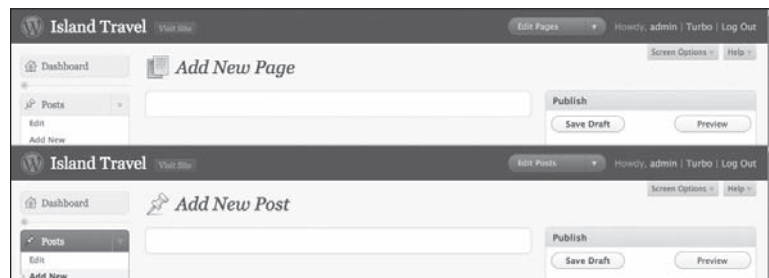 Island Travel Visit Site Edit Pages Howdy, admin | Turbo | Log Out
Screen Options Help
Dashboard Add New Page
Posts Publish
Edit Save Draft Preview
Add New
Island Travel Visit Site Edit Posts Howdy, admin | Turbo | Log Out
Screen Options Help
Dashboard Add New Post
Posts Publish
Edit Save Draft Preview
Add New